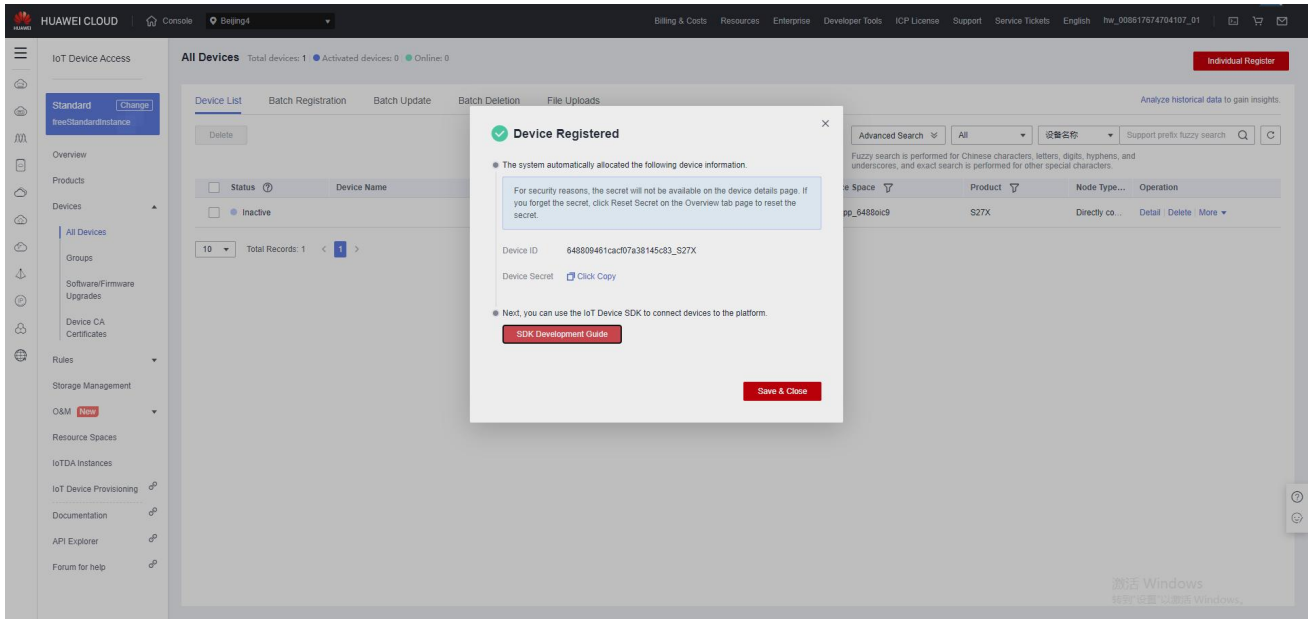 HUAWEI
HUAWEI CLOUD
Console
Beijing4
Billing & Costs
Resources
Enterprise
Developer Tools
ICP License
Support
Service Tickets
English
hw_008617674704107_01
IoT Device Access
Standard
Change
freeStandardInstance
Overview
Products
Devices
All Devices
Groups
Software/Firmware
Upgrades
Device CA
Certificates
Rules
Storage Management
O&M New
Resource Spaces
IoTDA Instances
IoT Device Provisioning
Documentation
API Explorer
Forum for help
All Devices Total devices: 1 Activated devices: 0 Online: 0
Individual Register
Device List
Batch Registration
Batch Update
Batch Deletion
File Uploads
Analyze historical data to gain insights.
Delete
Advanced Search
All
设备名称
Support prefix fuzzy search
Fuzzy search is performed for Chinese characters, letters, digits, hyphens, and
underscores, and exact search is performed for other special characters.
Status
Device Name
ce Space
Product
Node Type...
Operation
Inactive
pp_6488oic9
S27X
Directly co...
Detail Delete More
10
Total Records: 1
1
Device Registered
The system automatically allocated the following device information.
For security reasons, the secret will not be available on the device details page. If
you forget the secret, click Reset Secret on the Overview tab page to reset the
secret.
Device ID 648809461cacf07a38145c83_S27X
Device Secret Click Copy
Next, you can use the IoT Device SDK to connect devices to the platform.
SDK Development Guide
Save & Close
激活 Windows
转到"设置"以激活 Windows。